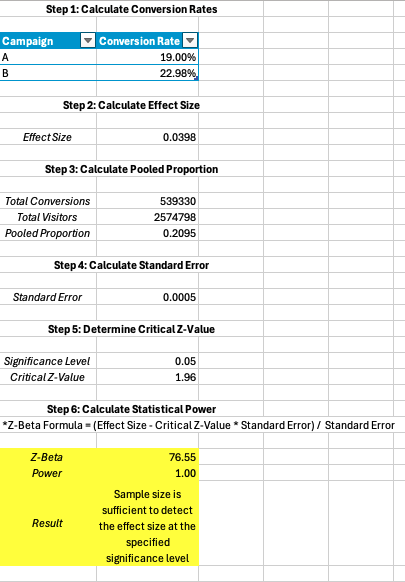 Step 1: Calculate Conversion Rates
Campaign Conversion Rate
A 19.00%
B 22.98%
Step 2: Calculate Effect Size
Effect Size 0.0398
Step 3: Calculate Pooled Proportion
Total Conversions 539330
Total Visitors 2574798
Pooled Proportion 0.2095
Step 4: Calculate Standard Error
Standard Error 0.0005
Step 5: Determine Critical Z-Value
Significance Level 0.05
Critical Z-Value 1.96
Step 6: Calculate Statistical Power
*Z-Beta Formula = (Effect Size - Critical Z-Value * Standard Error) / Standard Error
Z-Beta 76.55
Power 1.00
Result
Sample size is
sufficient to detect
the effect size at the
specified
significance level